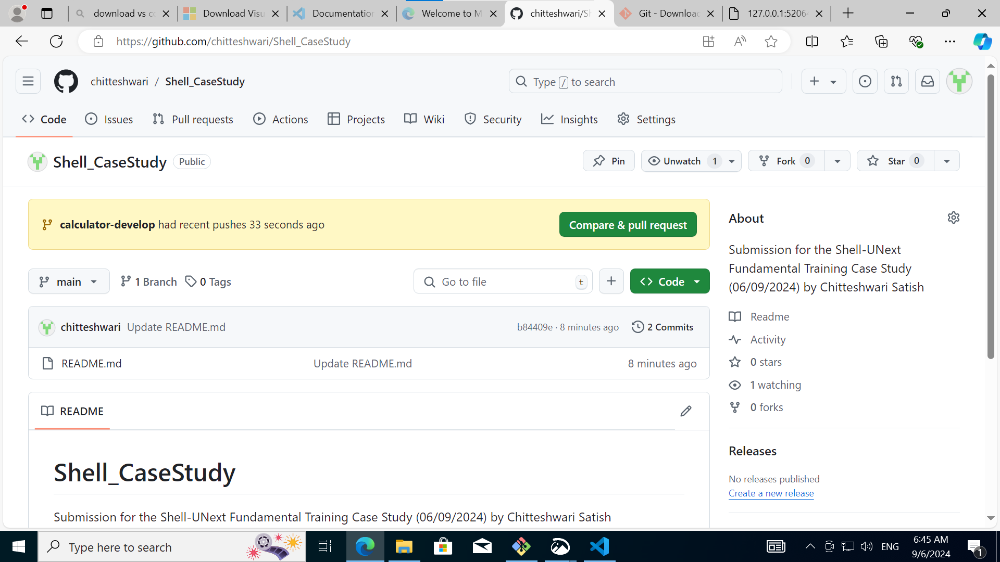 download vs co
Download Visu
Documentation
Welcome to M
chitteshwari/Sh
Git - Download
127.0.0.1:52064
https://github.com/chitteshwari/Shell_CaseStudy
chitteshwari / Shell_CaseStudy
Type / to search
Code
Issues
Pull requests
Actions
Projects
Wiki
Security
Insights
Settings
Shell_CaseStudy Public
Pin
Unwatch 1
Fork 0
Star 0
calculator-develop had recent pushes 33 seconds ago
Compare & pull request
main
1 Branch
0 Tags
Go to file t
Code
chitteshwari Update README.md
b84409e · 8 minutes ago
2 Commits
README.md
Update README.md
8 minutes ago
README
Shell_CaseStudy
Submission for the Shell-UNext Fundamental Training Case Study (06/09/2024) by Chitteshwari Satish
About
Submission for the Shell-UNext
Fundamental Training Case Study
(06/09/2024) by Chitteshwari Satish
Readme
Activity
0 stars
1 watching
0 forks
Releases
No releases published
Create a new release
Type here to search
ENG
6:45 AM
9/6/2024
1